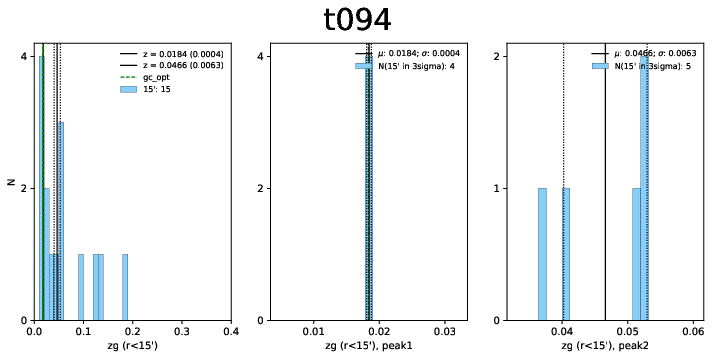 t094
z = 0.0184 (0.0004)
z = 0.0466 (0.0063)
gc_opt
15': 15
N
4
2
0
0.0 0.1 0.2 0.3 0.4
zg (r<15')
μ: 0.0184; σ: 0.0004
N(15' in 3sigma): 4
4
2
0
0.01 0.02 0.03
zg (r<15'), peak1
μ: 0.0466; σ: 0.0063
N(15' in 3sigma): 5
2
1
0
0.04 0.05 0.06
zg (r<15'), peak2